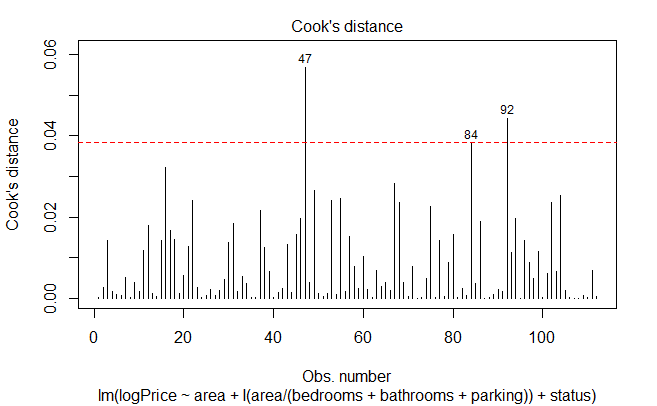 Cook's distance
47
92
84
Cook's distance
0.06
0.04
0.02
0.00
0 20 40 60 80 100
Obs. number
lm(logPrice ~ area + I(area/(bedrooms + bathrooms + parking)) + status)